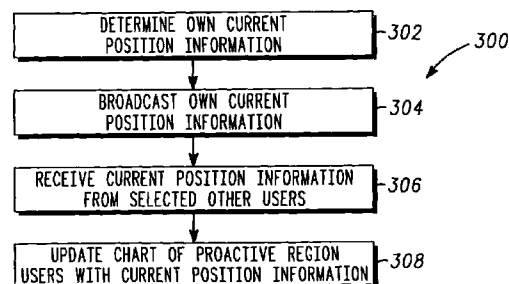 DETERMINE OWN CURRENT
POSITION INFORMATION
302
300
BROADCAST OWN CURRENT
POSITION INFORMATION
304
RECEIVE CURRENT POSITION INFORMATION
FROM SELECTED OTHER USERS
306
UPDATE CHART OF PROACTIVE REGION
USERS WITH CURRENT POSITION INFORMATION
308